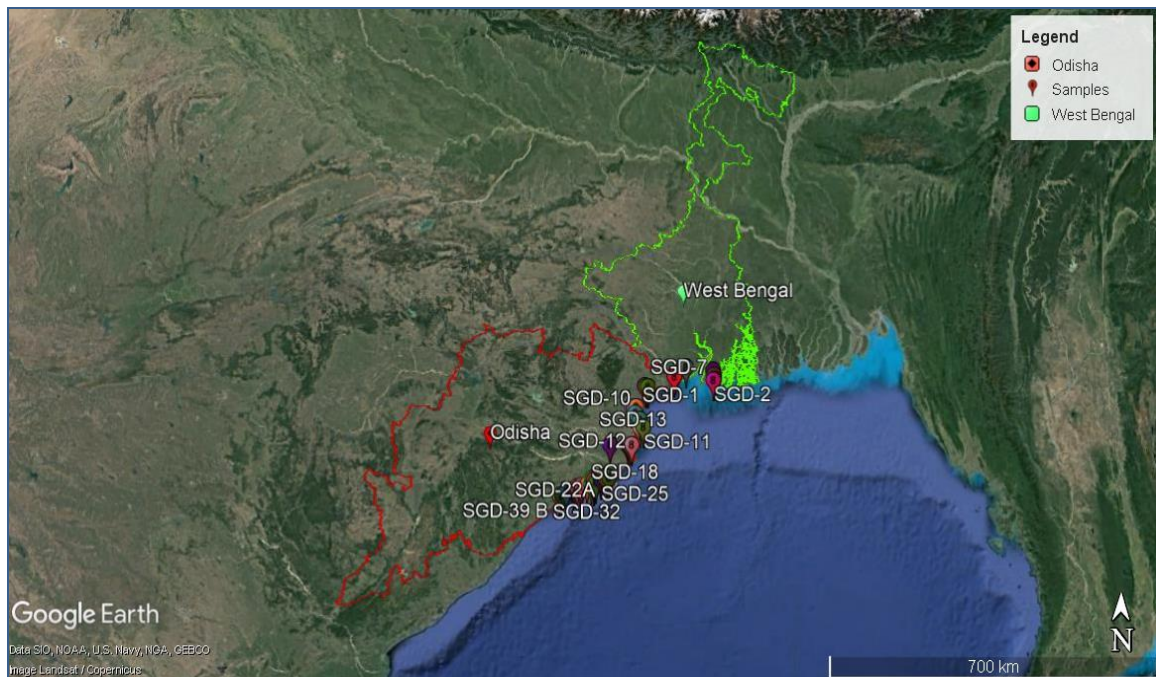 Legend
Odisha
Samples
West Bengal
West Bengal
SGD-7
SGD-10 SGD-1 SGD-2
SGD-13
Odisha
SGD-12 SGD-11
SGD-18
SGD-22A SGD-25
SGD-39 B SGD-32
Google Earth
Data SIO, NOAA, U.S. Navy, NGA, GEBCO
Image Landsat / Copernicus
N
700 km